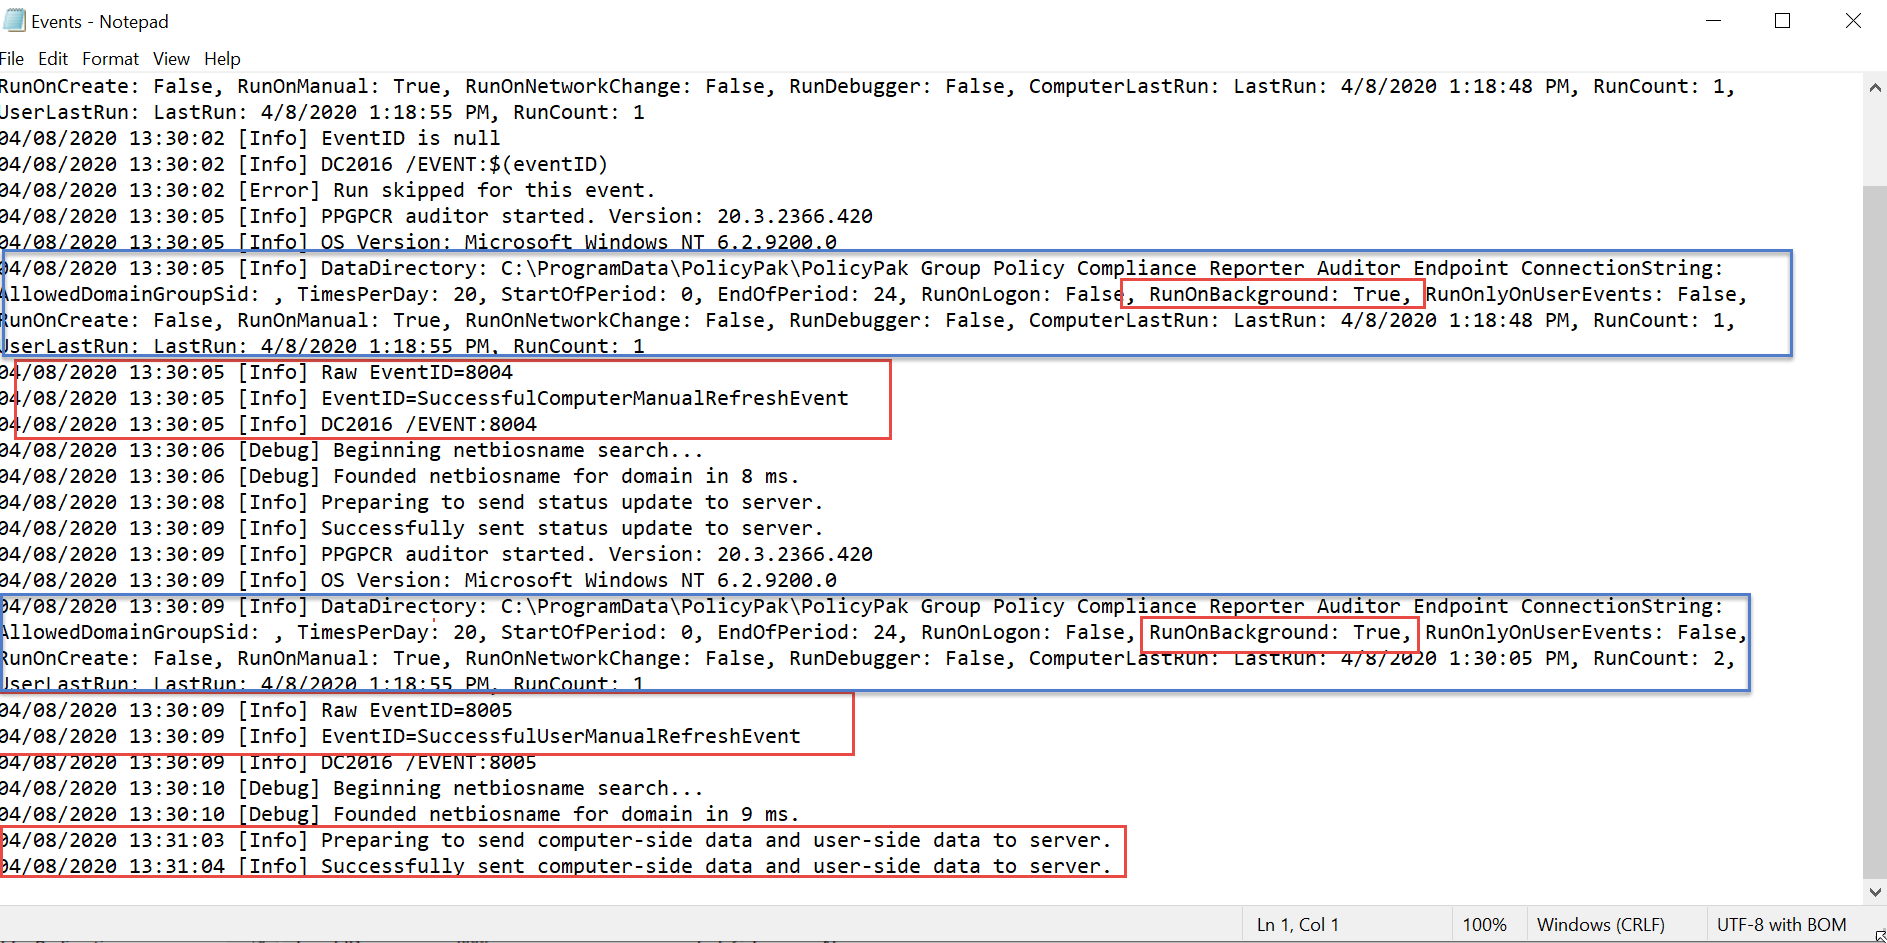 Events - Notepad
File Edit Format View Help
RunOnCreate: False, RunOnManual: True, RunOnNetworkChange: False, RunDebugger: False, ComputerLastRun: LastRun: 4/8/2020 1:18:48 PM, RunCount: 1,
UserLastRun: LastRun: 4/8/2020 1:18:55 PM, RunCount: 1
04/08/2020 13:30:02 [Info] EventID is null
04/08/2020 13:30:02 [Info] DC2016 /EVENT:$(eventID)
04/08/2020 13:30:02 [Error] Run skipped for this event.
04/08/2020 13:30:05 [Info] PPGPCR auditor started. Version: 20.3.2366.420
04/08/2020 13:30:05 [Info] OS Version: Microsoft Windows NT 6.2.9200.0
04/08/2020 13:30:05 [Info] DataDirectory: C:\ProgramData\PolicyPak\PolicyPak Group Policy Compliance Reporter Auditor Endpoint ConnectionString:
AllowedDomainGroupSid: , TimesPerDay: 20, StartOfPeriod: 0, EndOfPeriod: 24, RunOnLogon: False, RunOnBackground: True, RunOnlyOnUserEvents: False,
RunOnCreate: False, RunOnManual: True, RunOnNetworkChange: False, RunDebugger: False, ComputerLastRun: LastRun: 4/8/2020 1:18:48 PM, RunCount: 1,
UserLastRun: LastRun: 4/8/2020 1:18:55 PM, RunCount: 1
04/08/2020 13:30:05 [Info] Raw EventID=8004
04/08/2020 13:30:05 [Info] EventID=SuccessfulComputerManualRefreshEvent
04/08/2020 13:30:05 [Info] DC2016 /EVENT:8004
04/08/2020 13:30:06 [Debug] Beginning netbiosname search...
04/08/2020 13:30:06 [Debug] Founded netbiosname for domain in 8 ms.
04/08/2020 13:30:08 [Info] Preparing to send status update to server.
04/08/2020 13:30:09 [Info] Successfully sent status update to server.
04/08/2020 13:30:09 [Info] PPGPCR auditor started. Version: 20.3.2366.420
04/08/2020 13:30:09 [Info] OS Version: Microsoft Windows NT 6.2.9200.0
04/08/2020 13:30:09 [Info] DataDirectory: C:\ProgramData\PolicyPak\PolicyPak Group Policy Compliance Reporter Auditor Endpoint ConnectionString:
AllowedDomainGroupSid: , TimesPerDay: 20, StartOfPeriod: 0, EndOfPeriod: 24, RunOnLogon: False, RunOnBackground: True, RunOnlyOnUserEvents: False,
RunOnCreate: False, RunOnManual: True, RunOnNetworkChange: False, RunDebugger: False, ComputerLastRun: LastRun: 4/8/2020 1:30:05 PM, RunCount: 2,
UserLastRun: LastRun: 4/8/2020 1:18:55 PM, RunCount: 1
04/08/2020 13:30:09 [Info] Raw EventID=8005
04/08/2020 13:30:09 [Info] EventID=SuccessfulUserManualRefreshEvent
04/08/2020 13:30:09 [Info] DC2016 /EVENT:8005
04/08/2020 13:30:10 [Debug] Beginning netbiosname search...
04/08/2020 13:30:10 [Debug] Founded netbiosname for domain in 9 ms.
04/08/2020 13:31:03 [Info] Preparing to send computer-side data and user-side data to server.
04/08/2020 13:31:04 [Info] Successfully sent computer-side data and user-side data to server.
Ln 1, Col 1 100% Windows (CRLF) UTF-8 with BOM